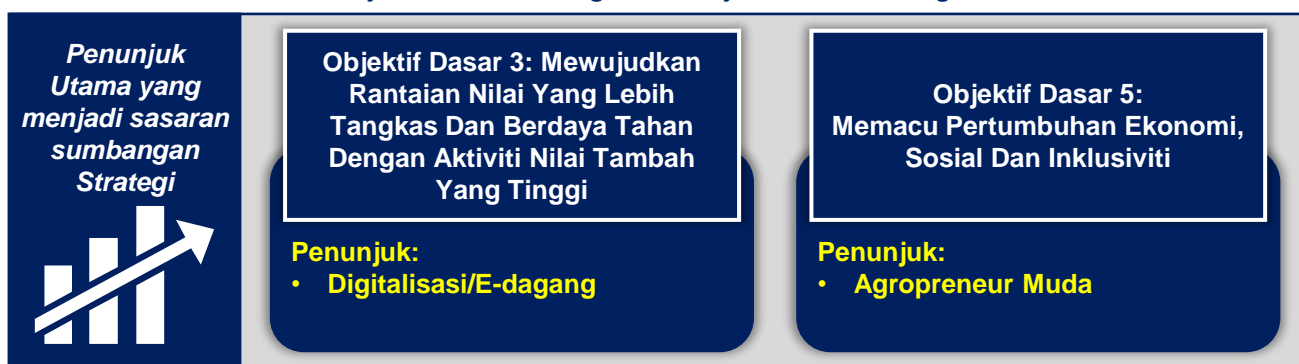 Penunjuk
Utama yang
menjadi sasaran
sumbangan
Strategi
Objektif Dasar 3: Mewujudkan
Rantaian Nilai Yang Lebih
Tangkas Dan Berdaya Tahan
Dengan Aktiviti Nilai Tambah
Yang Tinggi
Penunjuk:
• Digitalisasi/E-dagang
Objektif Dasar 5:
Memacu Pertumbuhan Ekonomi,
Sosial Dan Inklusiviti
Penunjuk:
• Agropreneur Muda